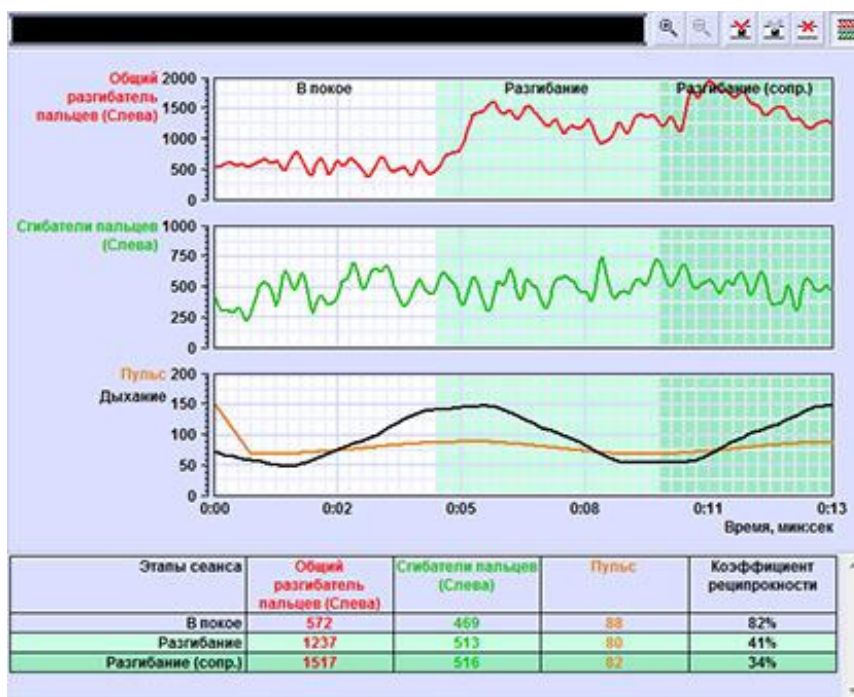 Общий разгибатель пальцев (Слева)
2000
1500
1000
500
0
В покое
Разгибание
Разгибание (сопр.)
Сгибатели пальцев (Слева)
1000
750
500
250
0
Пульс
Дыхание
200
150
100
50
0
0:00 0:02 0:05 0:08 0:11 0:13
Время, мин:сек
Этапы сеанса Общий разгибатель пальцев (Слева) Сгибатели пальцев (Слева) Пульс Коэффициент реципрокности
В покое 572 469 88 82%
Разгибание 1237 513 80 41%
Разгибание (сопр.) 1517 516 82 34%